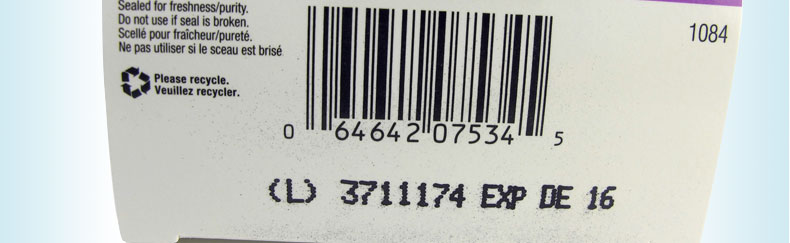 Sealed for freshness/purity.
Do not use if seal is broken.
Scellé pour fraîcheur/pureté.
Ne pas utiliser si le sceau est brisé
Please recycle.
Veuillez recycler.
1084
0 64642 07534 5
(L) 3711174 EXP DE 16